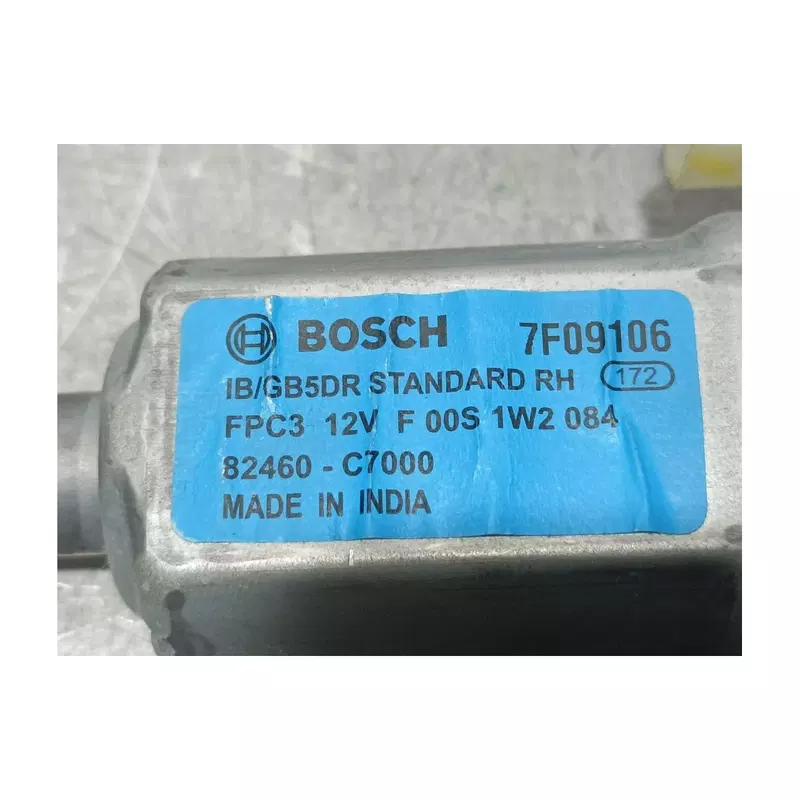 BOSCH 7F09106
IB/GB5DR STANDARD RH 172
FPC3 12V F 00S 1W2 084
82460 - C7000
MADE IN INDIA